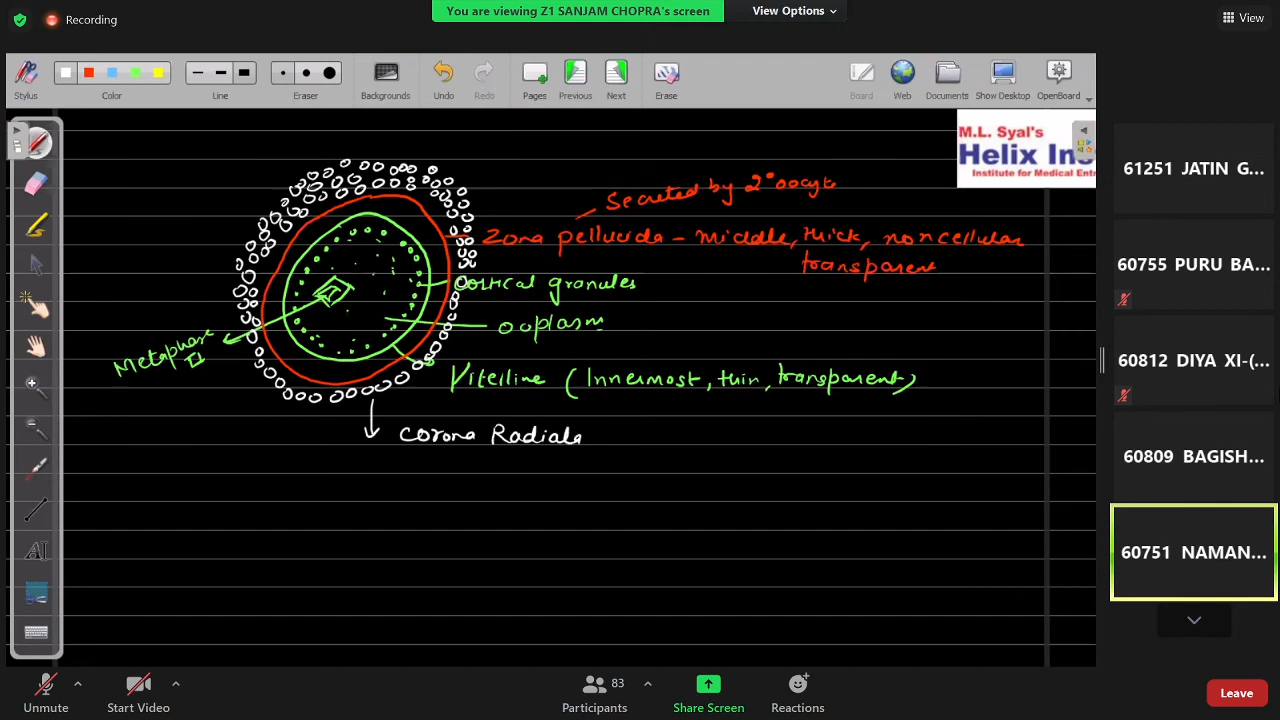 Recording
You are viewing Z1 SANJAM CHOPRA's screen
View Options
View
Stylus
Color
Line
Eraser
Backgrounds
Undo
Redo
Pages
Previous
Next
Erase
Board
Web
Documents
Show Desktop
OpenBoard
M.L. Syal's
Helix Ins
Institute for Medical Entr
61251 JATIN G...
60755 PURU BA...
60812 DIYA XI-(...
60809 BAGISH...
60751 NAMAN...
Secreted by 2° oocyte
Zona pellucida - middle, thick, noncellular
transparent
cortical granules
ooplasm
Metaphase
II
Vitelline (Innermost, thin, transparent)
Corona Radiata
Unmute
Start Video
83
Participants
Share Screen
Reactions
Leave